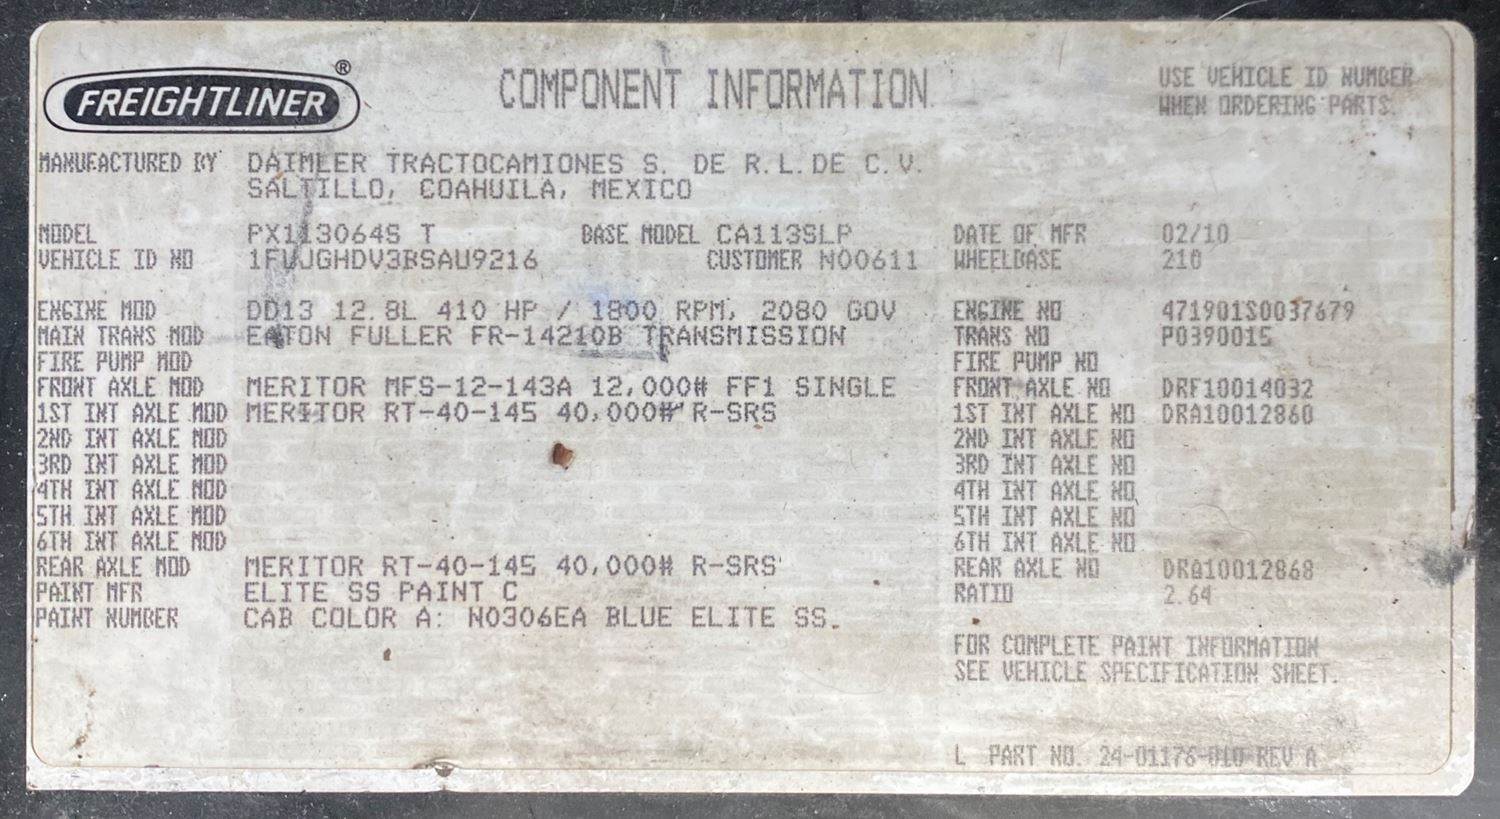 FREIGHTLINER ®
COMPONENT INFORMATION
USE VEHICLE ID NUMBER
WHEN ORDERING PARTS.
MANUFACTURED BY DAIMLER TRACTOCAMIONES S. DE R.L.DE C.V.
SALTILLO, COAHUILA, MEXICO
MODEL PX113064S T BASE MODEL CA113SLP DATE OF MFR 02/10
VEHICLE ID NO 1FUJGHDV3BSAU9216 CUSTOMER N00611 WHEELBASE 210
ENGINE MOD DD13 12.8L 410 HP / 1800 RPM, 2080 GOV ENGINE NO 471901S0037679
MAIN TRANS MOD EATON FULLER FR-14210B TRANSMISSION TRANS NO P0390015
FIRE PUMP MOD FIRE PUMP NO
FRONT AXLE MOD MERITOR MFS-12-143A 12,000# FF1 SINGLE FRONT AXLE NO DRF10014032
1ST INT AXLE MOD MERITOR RT-40-145 40,000# R-SRS 1ST INT AXLE NO DRA10012860
2ND INT AXLE MOD 2ND INT AXLE NO
3RD INT AXLE MOD 3RD INT AXLE NO
4TH INT AXLE MOD 4TH INT AXLE NO
5TH INT AXLE MOD 5TH INT AXLE NO
6TH INT AXLE MOD 6TH INT AXLE NO
REAR AXLE MOD MERITOR RT-40-145 40,000# R-SRS REAR AXLE NO DRA10012868
PAINT MFR ELITE SS PAINT C RATIO 2.64
PAINT NUMBER CAB COLOR A: N0306EA BLUE ELITE SS.
FOR COMPLETE PAINT INFORMATION
SEE VEHICLE SPECIFICATION SHEET.
L PART NO. 24-01176-010 REV A